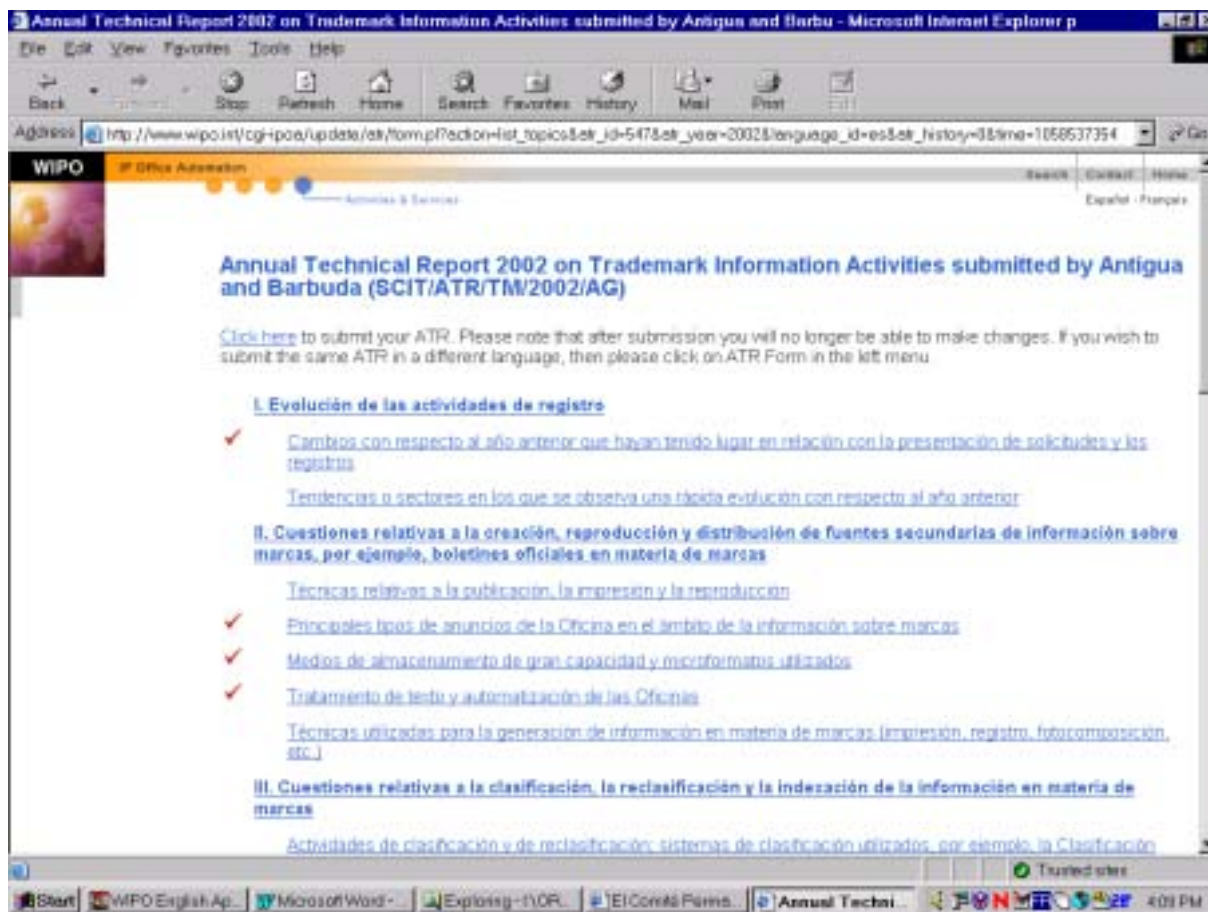 Annual Technical Report 2002 on Trademark Information Activities submitted by Antigua and Barbu - Microsoft Internet Explorer p
File Edit View Favorites Tools Help
Back Stop Refresh Home Search Favorites History Mail Print Edit
Address http://www.wipo.int/cgi-ipoa/update/atr/form.pl?action=list_topics&atr_id=547&atr_year=2002&language_id=es&atr_history=0&time=1058537354 Go
WIPO IP Office Automation Search Contact Home
Activities & Services Español - Français
Annual Technical Report 2002 on Trademark Information Activities submitted by Antigua
and Barbuda (SCIT/ATR/TM/2002/AG)
Click here to submit your ATR. Please note that after submission you will no longer be able to make changes. If you wish to
submit the same ATR in a different language, then please click on ATR Form in the left menu
I. Evolución de las actividades de registro
Cambios con respecto al año anterior que hayan tenido lugar en relación con la presentación de solicitudes y los
registros
Tendencias o sectores en los que se observa una rápida evolución con respecto al año anterior
II. Cuestiones relativas a la creación, reproducción y distribución de fuentes secundarias de información sobre
marcas, por ejemplo, boletines oficiales en materia de marcas
Técnicas relativas a la publicación, la impresión y la reproducción
Principales tipos de anuncios de la Oficina en el ámbito de la información sobre marcas
Medios de almacenamiento de gran capacidad y microformatos utilizados
Tratamiento de texto y automatización de las Oficinas
Técnicas utilizadas para la generación de información en materia de marcas (impresión, registro, fotocomposición,
etc.)
III. Cuestiones relativas a la clasificación, la reclasificación y la indexación de la información en materia de
marcas
Actividades de clasificación y de reclasificación; sistemas de clasificación utilizados, por ejemplo, la Clasificación
Trusted sites
Start WIPO English Ap... Microsoft Word - ... Exploring - I:\OR... "El Comité Perma... Annual Techni... 4:09 PM